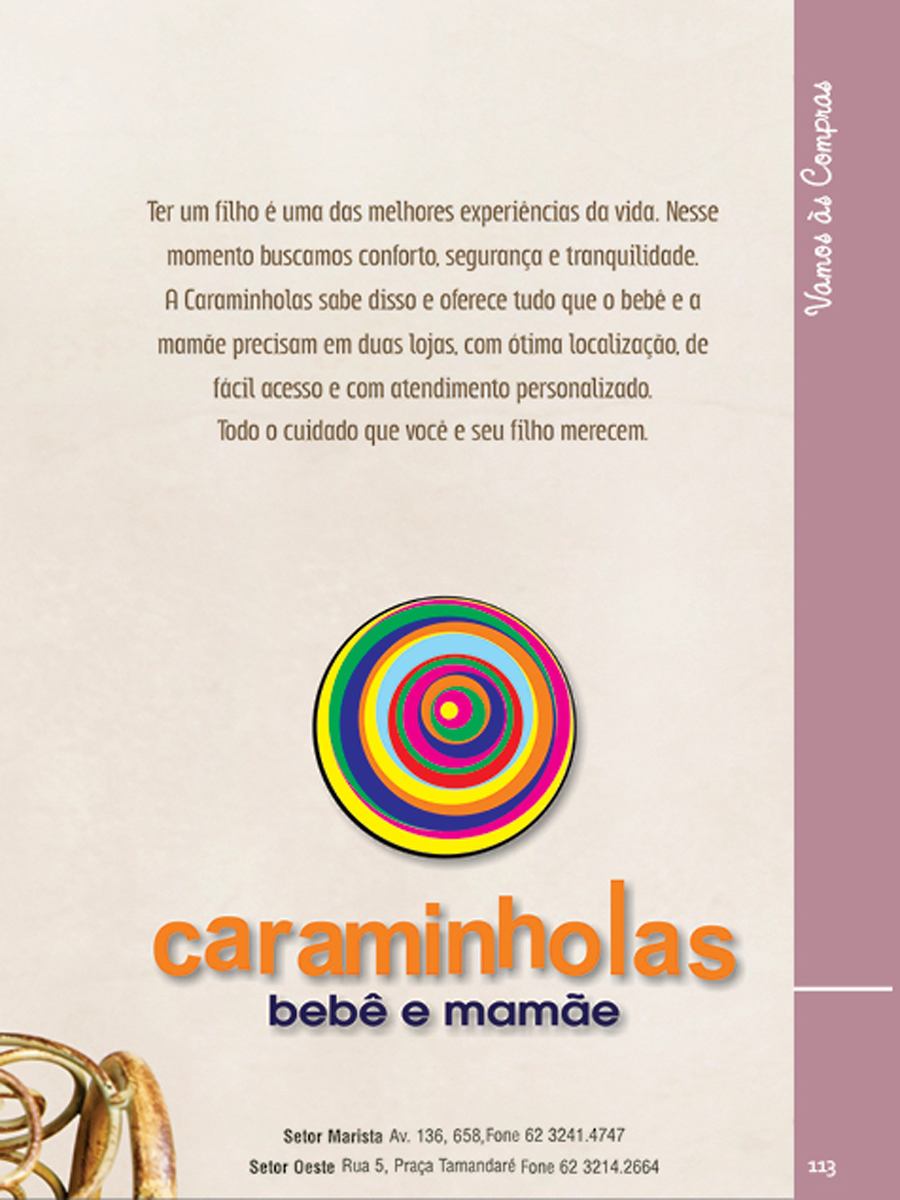 Vamos às Compras
Ter um filho é uma das melhores experiências da vida. Nesse
momento buscamos conforto, segurança e tranquilidade.
A Caraminholas sabe disso e oferece tudo que o bebê e a
mamãe precisam em duas lojas, com ótima localização, de
fácil acesso e com atendimento personalizado.
Todo o cuidado que você e seu filho merecem.
caraminholas
bebê e mamãe
Setor Marista Av. 136, 658,Fone 62 3241.4747
Setor Oeste Rua 5, Praça Tamandaré Fone 62 3214.2664
113